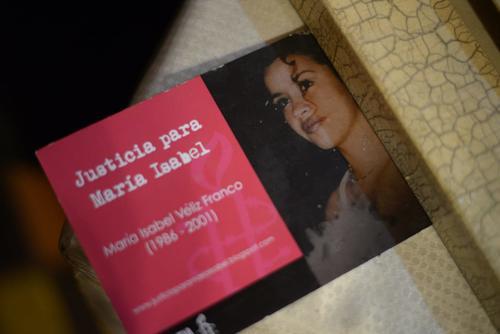 Justicia para
María Isabel
María Isabel Véliz Franco
(1986 - 2001)